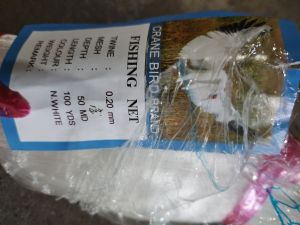 CRANE BIRD BRAND
FISHING NET
TWINE : 0,20 mm
MESH :
DEPTH : 50 MD
LENGTH : 100 YDS
COLOUR : N.WHITE
WEIGHT :
REMARK :